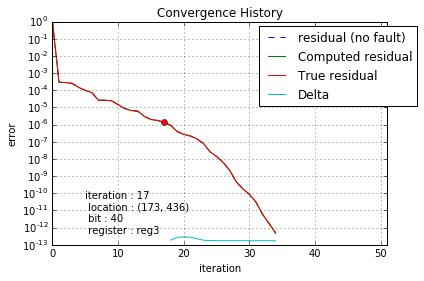 Convergence History
10^0
10^-1
10^-2
10^-3
10^-4
10^-5
10^-6
10^-7
10^-8
10^-9
10^-10
10^-11
10^-12
10^-13
error
residual (no fault)
Computed residual
True residual
Delta
iteration : 17
location : (173, 436)
bit : 40
register : reg3
0 10 20 30 40 50
iteration